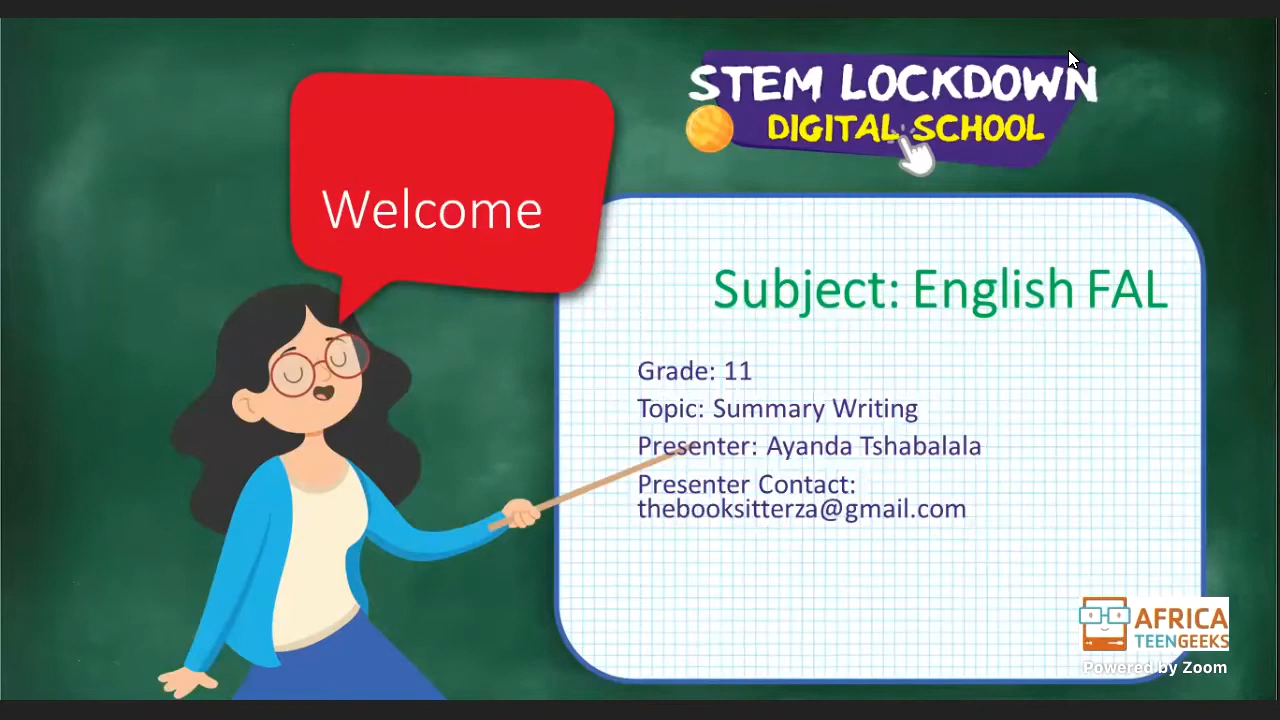 STEM LOCKDOWN
DIGITAL SCHOOL
Welcome
Subject: English FAL
Grade: 11
Topic: Summary Writing
Presenter: Ayanda Tshabalala
Presenter Contact:
thebooksitterza@gmail.com
AFRICA
TEENGEEKS
Powered by Zoom